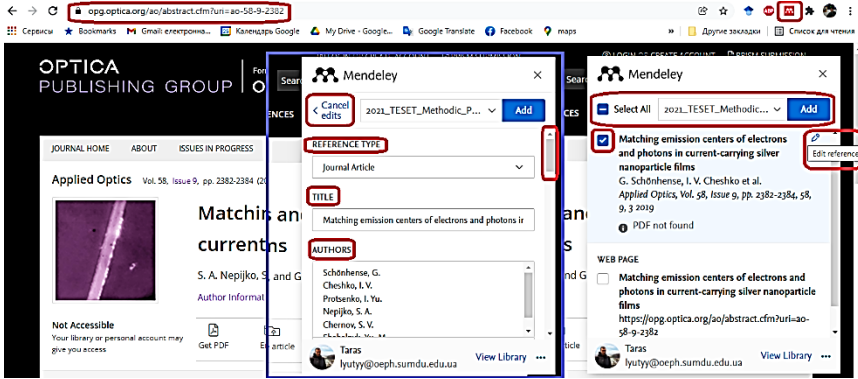 opg.optica.org/ao/abstract.cfm?uri=ao-58-9-2382
Сервисы
Bookmarks
Gmail: електронна...
Календарь Google
My Drive - Google...
Google Translate
Facebook
maps
»
Другие закладки
Список для чтения
OPTICA
PUBLISHING GROUP
LOGIN OR CREATE ACCOUNT
PRISM SUBMISSION
JOURNAL HOME
ABOUT
ISSUES IN PROGRESS
Applied Optics Vol. 58, Issue 9, pp. 2382-2384
Matchin
currentns
S. A. Nepijko, S
Author Informat
Not Accessible
Your library or personal account may
give you access
Get PDF
article
Mendeley
×
< Cancel
edits
2021_TESET_Methodic_P...
Add
REFERENCE TYPE
Journal Article
TITLE
Matching emission centers of electrons and photons ir
AUTHORS
Schönhense, G.
Cheshko, I. V.
Protsenko, I. Yu.
Nepijko, S. A.
Chernov, S. V.
Taras
lyutyy@oeph.sumdu.edu.ua
View Library
...
Mendeley
×
Select All
2021_TESET_Methodic...
Add
Matching emission centers of electrons
and photons in current-carrying silver
nanoparticle films
Edit reference
G. Schönhense, I. V. Cheshko et al.
Applied Optics, Vol. 58, Issue 9, pp. 2382-2384, 58,
9, 3 2019
PDF not found
WEB PAGE
Matching emission centers of electrons and
photons in current-carrying silver nanoparticle
films
https://opg.optica.org/ao/abstract.cfm?uri=ao-
58-9-2382
Taras
lyutyy@oeph.sumdu.edu.ua
View Library
...